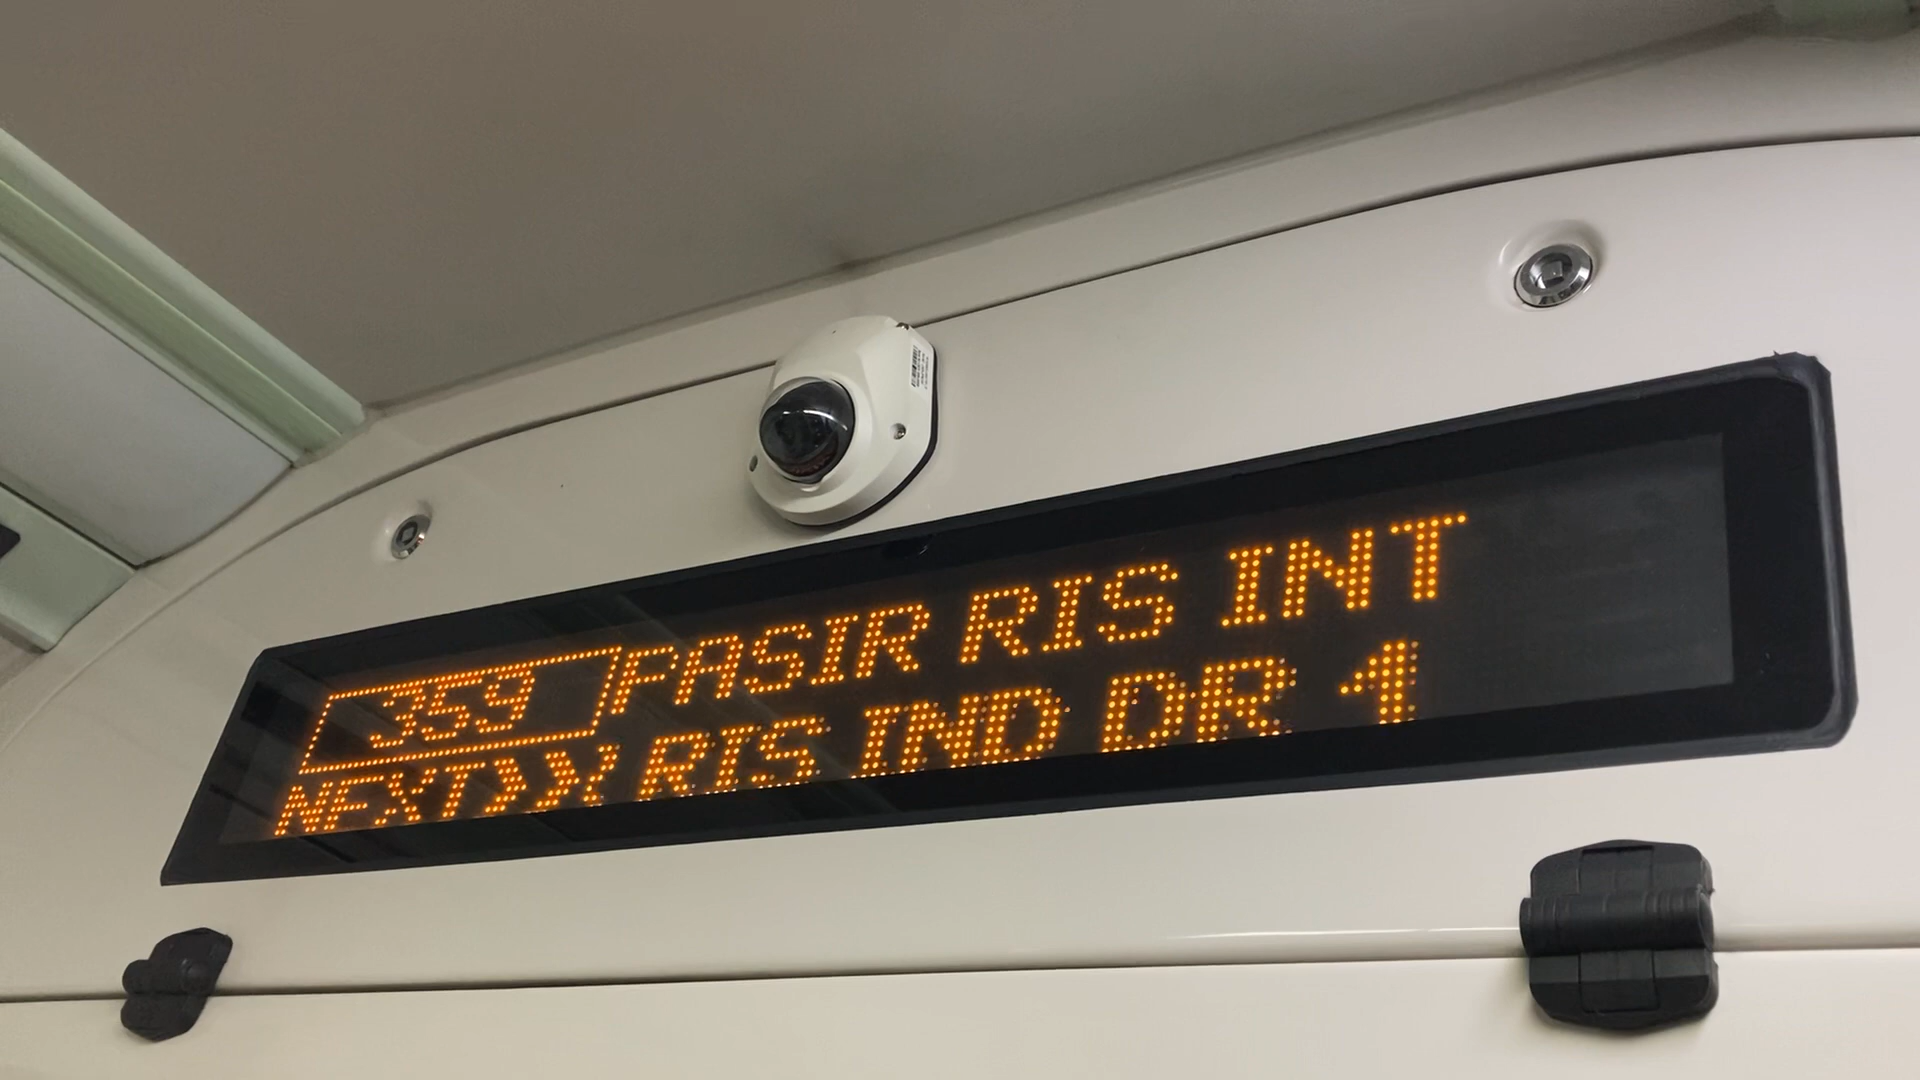 359 PASIR RIS INT
NEXT>>> RIS IND DR 1